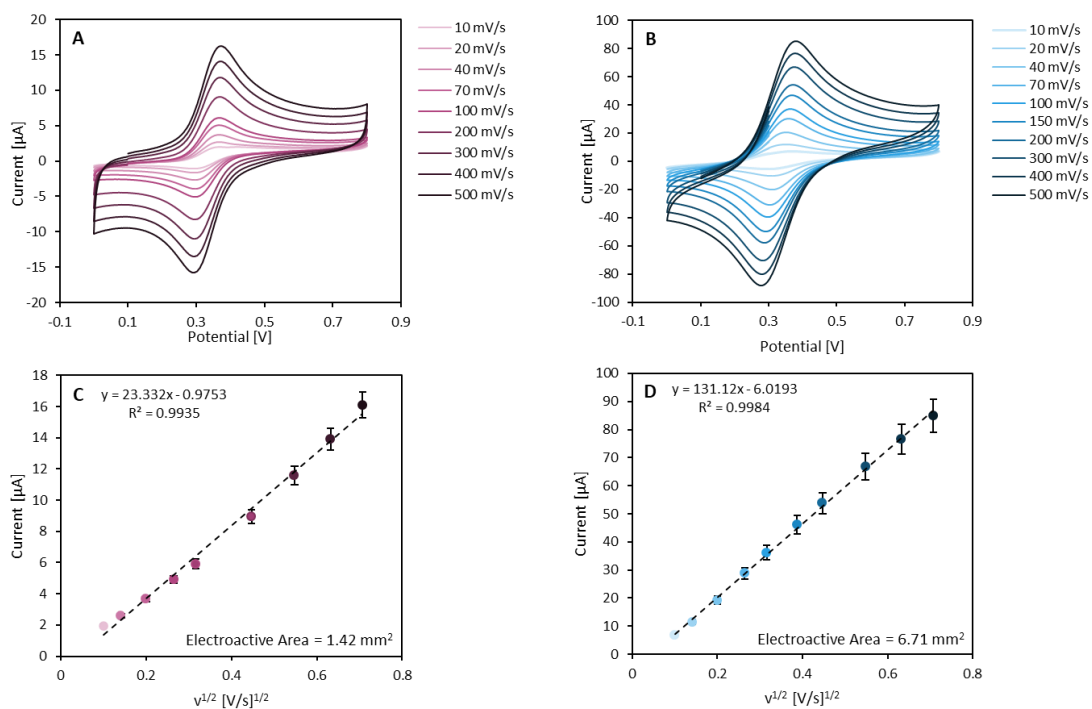 A
20
15
10
5
0
-5
-10
-15
-20
Current [µA]
-0.1
0.1
0.3
0.5
0.7
0.9
Potential [V]
10 mV/s
20 mV/s
40 mV/s
70 mV/s
100 mV/s
200 mV/s
300 mV/s
400 mV/s
500 mV/s
B
100
80
60
40
20
0
-20
-40
-60
-80
-100
Current [µA]
-0.1
0.1
0.3
0.5
0.7
0.9
Potential [V]
10 mV/s
20 mV/s
40 mV/s
70 mV/s
100 mV/s
150 mV/s
200 mV/s
300 mV/s
400 mV/s
500 mV/s
C
y = 23.332x - 0.9753
R² = 0.9935
18
16
14
12
10
8
6
4
2
0
Current [µA]
Electroactive Area = 1.42 mm²
0
0.2
0.4
0.6
0.8
v¹/² [V/s]¹/²
D
y = 131.12x - 6.0193
R² = 0.9984
100
90
80
70
60
50
40
30
20
10
0
Current [µA]
Electroactive Area = 6.71 mm²
0
0.2
0.4
0.6
0.8
v¹/² [V/s]¹/²